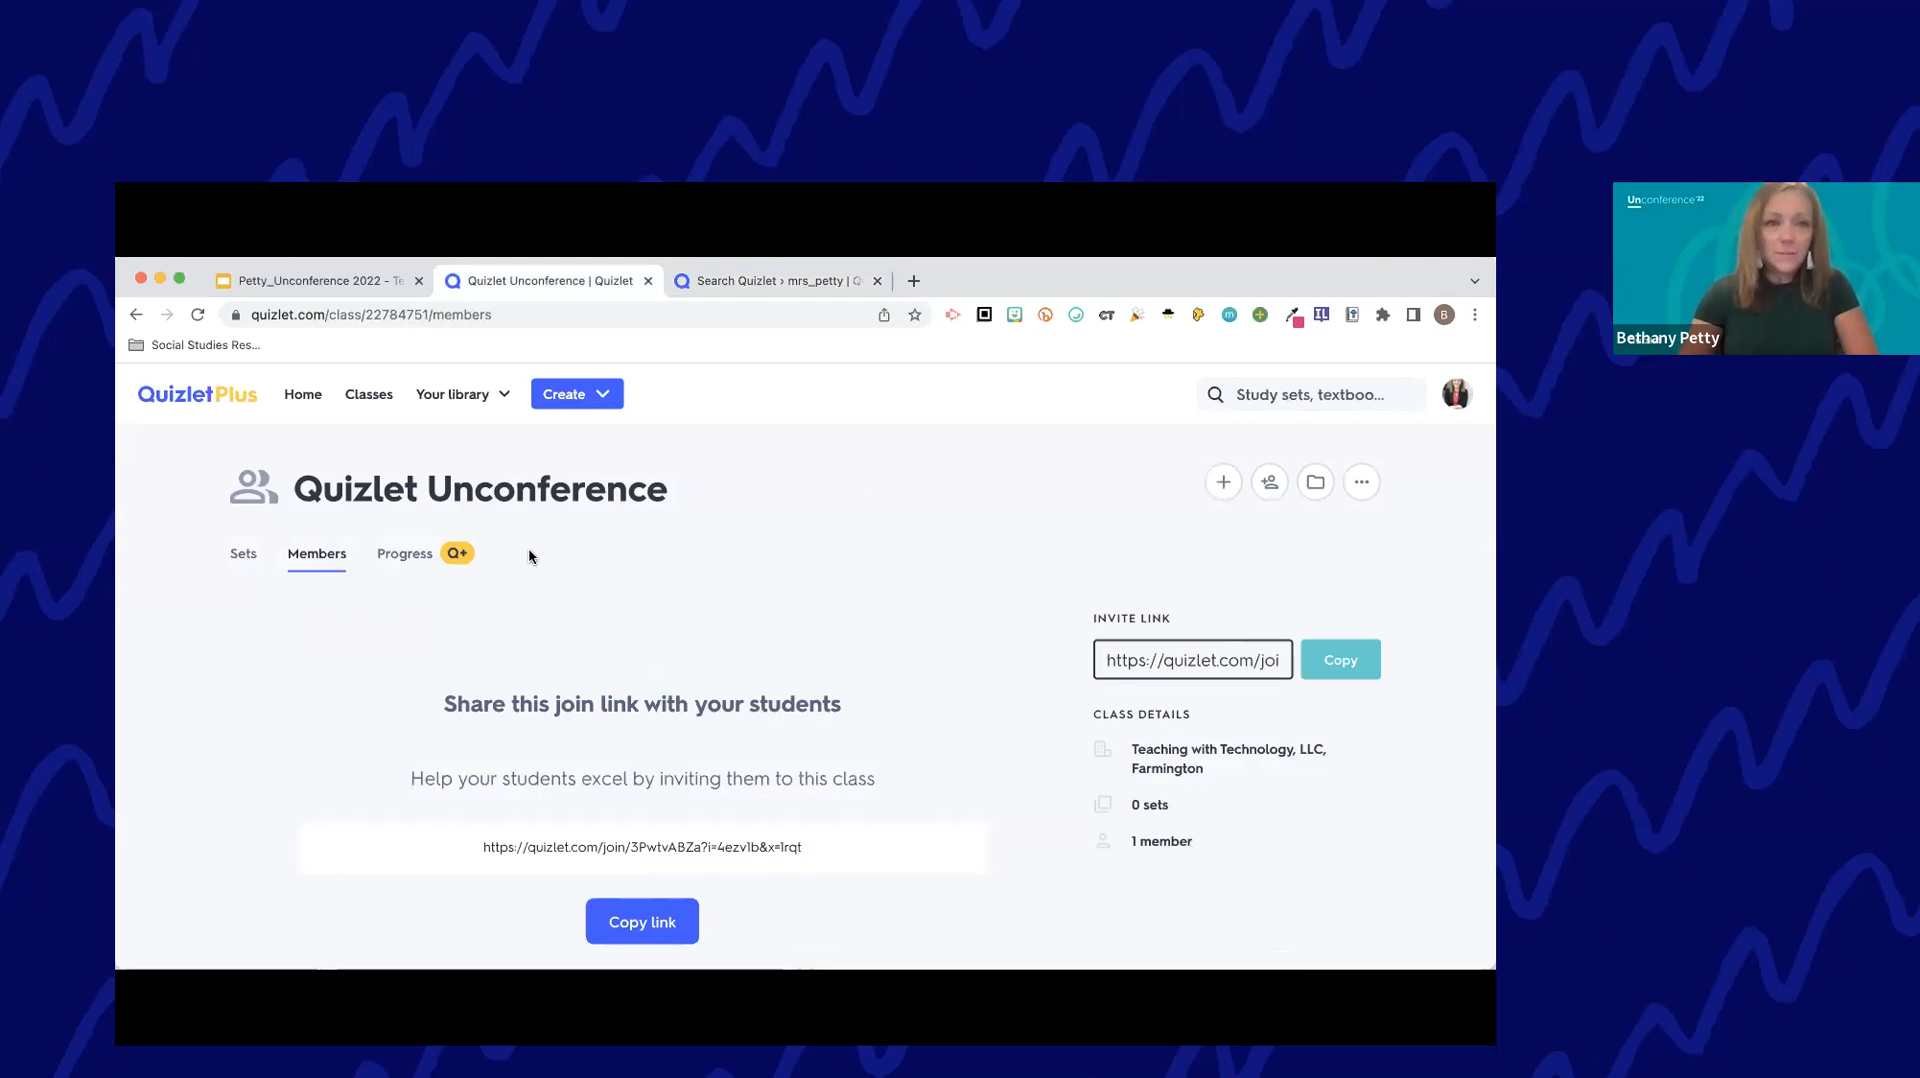 Unconference '22
Bethany Petty
Petty_Unconference 2022 - Te
Quizlet Unconference | Quizlet
Search Quizlet › mrs_petty | Q
quizlet.com/class/22784751/members
CT
m
IL
B
Social Studies Res...
QuizletPlus
Home
Classes
Your library
Create
Study sets, textboo...
Quizlet Unconference
Sets
Members
Progress
Q+
INVITE LINK
https://quizlet.com/joi
Copy
Share this join link with your students
CLASS DETAILS
Teaching with Technology, LLC,
Farmington
Help your students excel by inviting them to this class
0 sets
1 member
https://quizlet.com/join/3PwtvABZa?i=4ezv1b&x=1rqt
Copy link